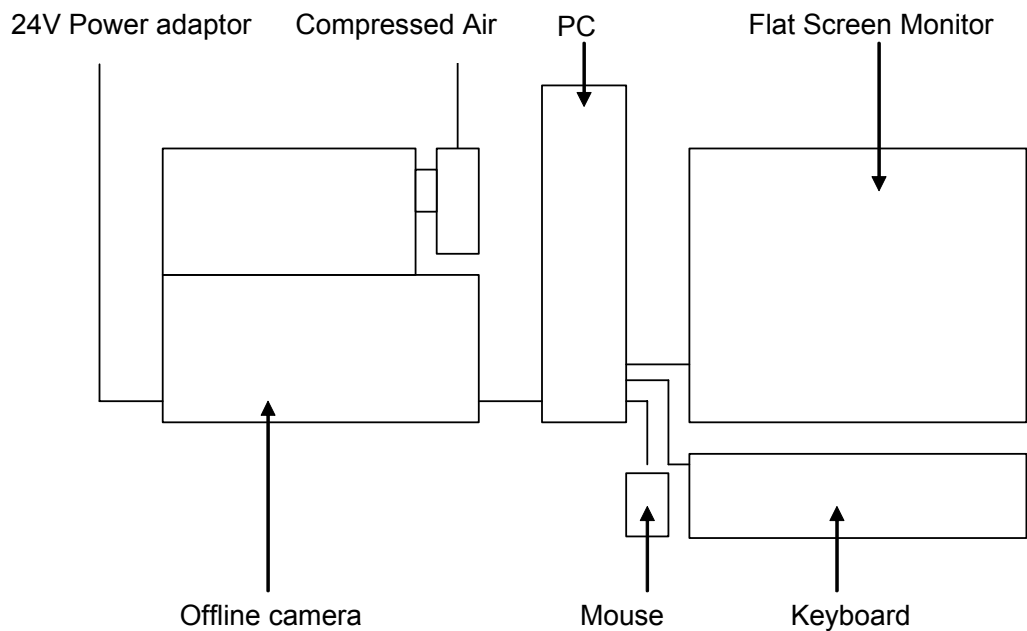 24V Power adaptor
Compressed Air
PC
Flat Screen Monitor
Offline camera
Mouse
Keyboard